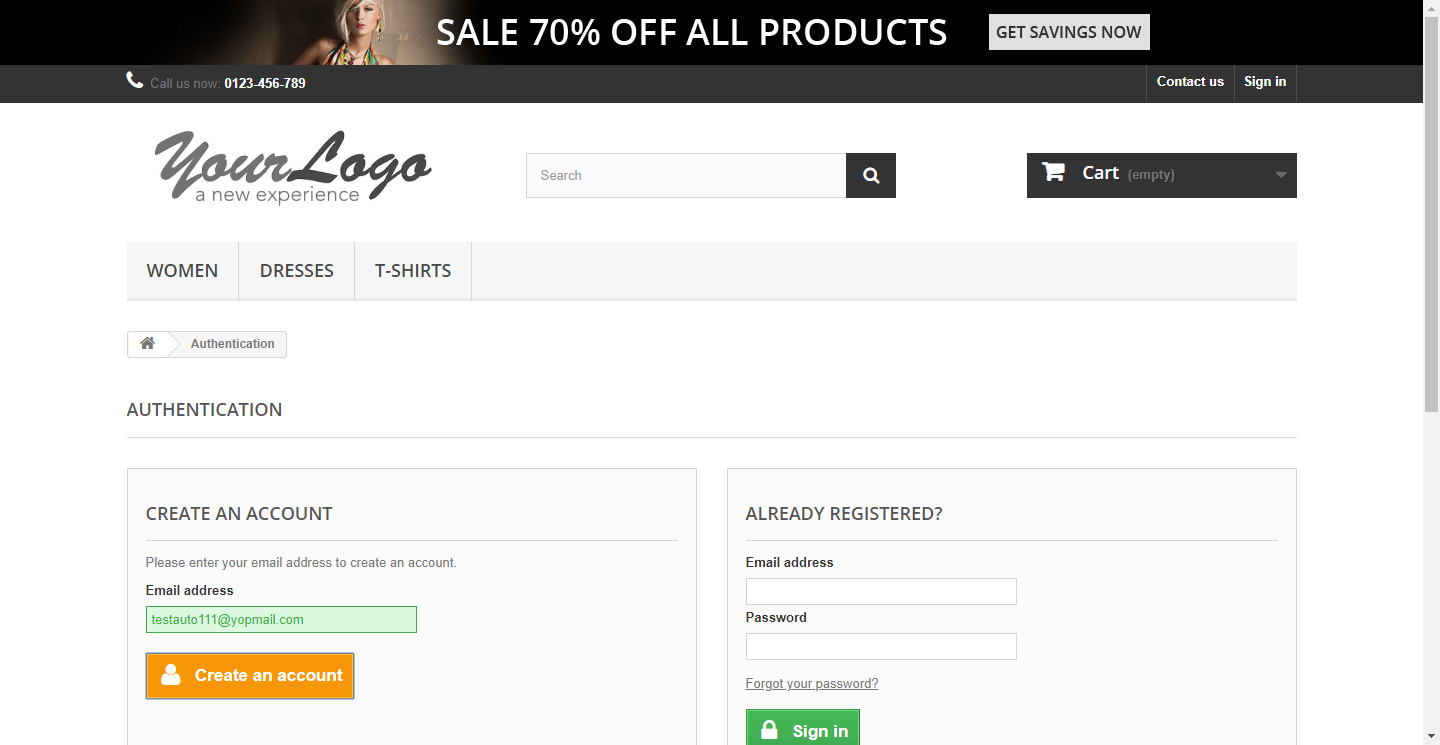 SALE 70% OFF ALL PRODUCTS GET SAVINGS NOW
Call us now: 0123-456-789 Contact us Sign in
YourLogo
a new experience
Search
Cart (empty)
WOMEN DRESSES T-SHIRTS
Authentication
AUTHENTICATION
CREATE AN ACCOUNT
Please enter your email address to create an account.
Email address
testauto111@yopmail.com
Create an account
ALREADY REGISTERED?
Email address
Password
Forgot your password?
Sign in